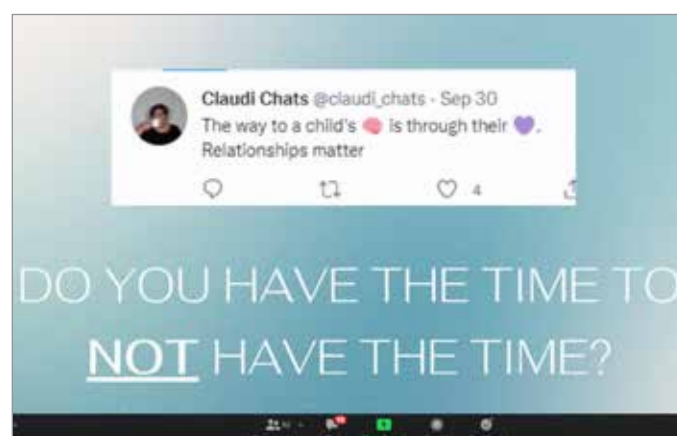 Claudi Chats @claudi_chats · Sep 30
The way to a child's 🧠 is through their 💜.
Relationships matter
4
DO YOU HAVE THE TIME TO
NOT HAVE THE TIME?